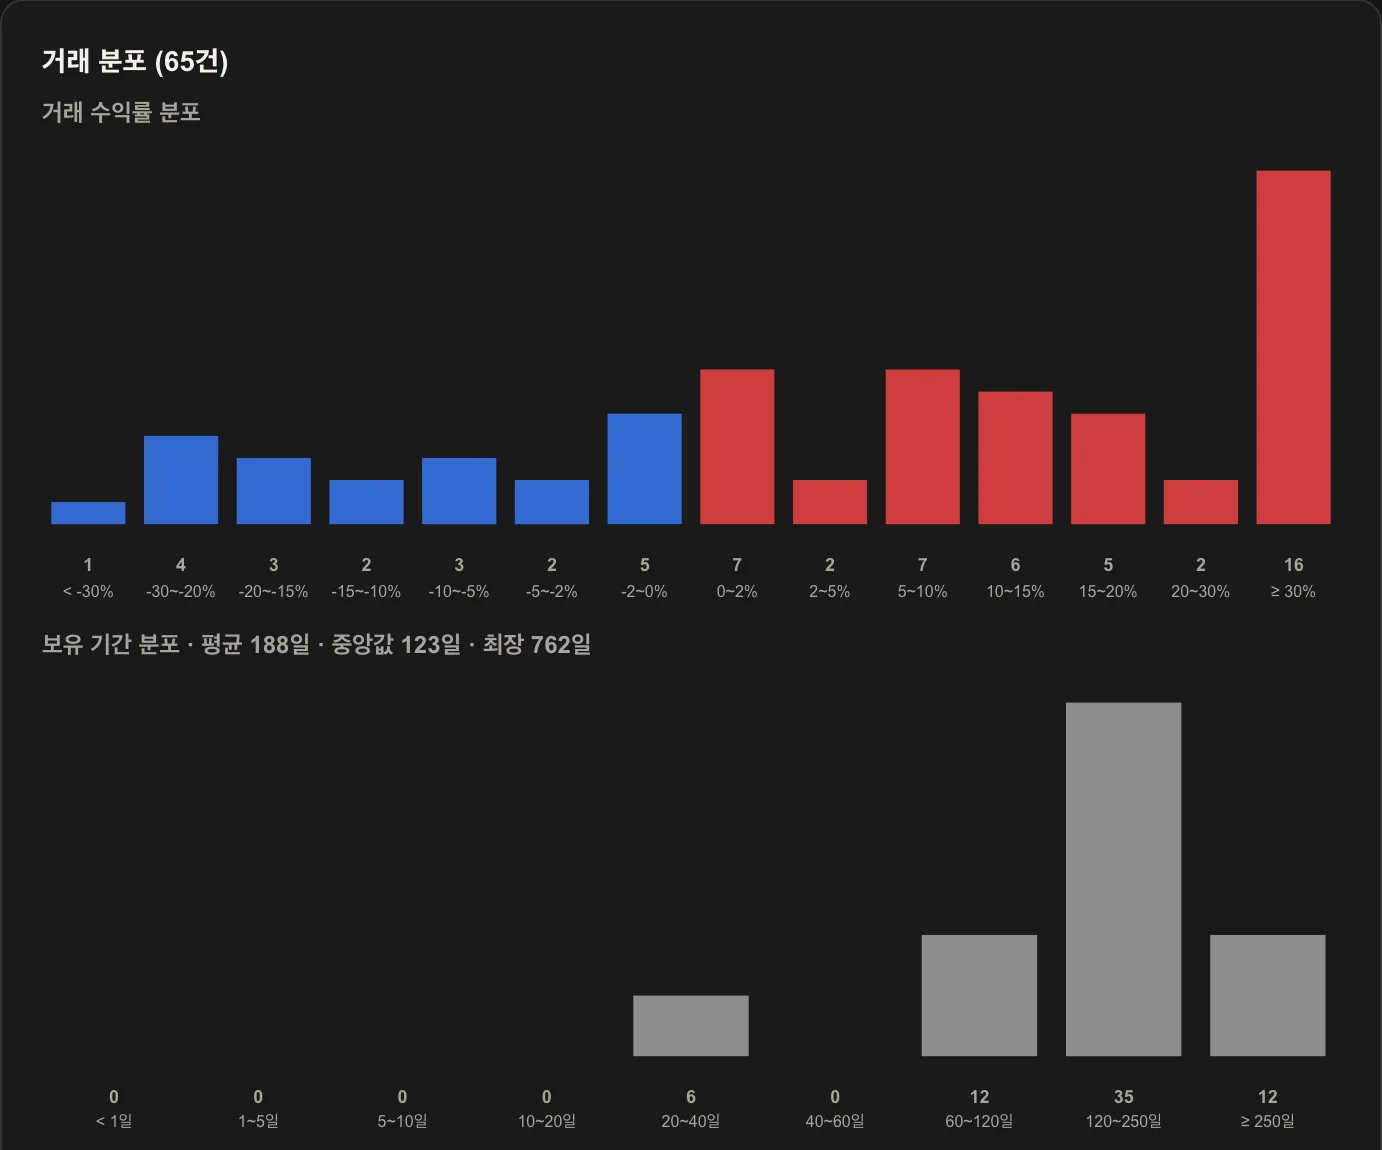 거래 분포 (65건)
거래 수익률 분포
1 4 3 2 3 2 5 7 2 7 6 5 2 16
< -30% -30~-20% -20~-15% -15~-10% -10~-5% -5~-2% -2~0% 0~2% 2~5% 5~10% 10~15% 15~20% 20~30% ≥ 30%
보유 기간 분포 · 평균 188일 · 중앙값 123일 · 최장 762일
0 0 0 0 6 0 12 35 12
< 1일 1~5일 5~10일 10~20일 20~40일 40~60일 60~120일 120~250일 ≥ 250일